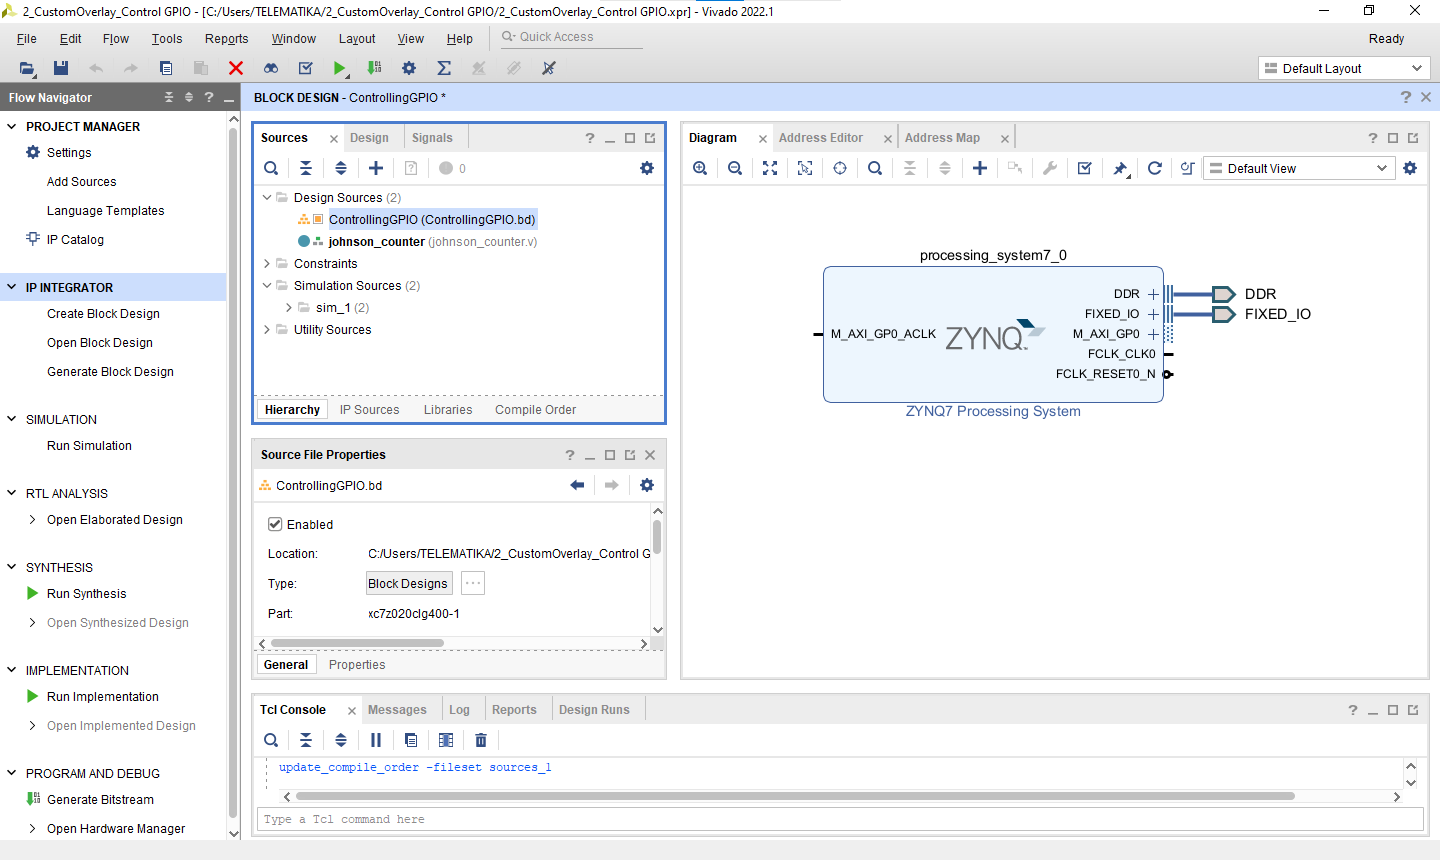 2_CustomOverlay_Control GPIO - [C:/Users/TELEMATIKA/2_CustomOverlay_Control GPIO/2_CustomOverlay_Control GPIO.xpr] - Vivado 2022.1
File Edit Flow Tools Reports Window Layout View Help Quick Access Ready
Default Layout
Flow Navigator
PROJECT MANAGER
Settings
Add Sources
Language Templates
IP Catalog
IP INTEGRATOR
Create Block Design
Open Block Design
Generate Block Design
SIMULATION
Run Simulation
RTL ANALYSIS
Open Elaborated Design
SYNTHESIS
Run Synthesis
Open Synthesized Design
IMPLEMENTATION
Run Implementation
Open Implemented Design
PROGRAM AND DEBUG
Generate Bitstream
Open Hardware Manager
BLOCK DESIGN - ControllingGPIO *
Sources Design Signals
0
Design Sources (2)
ControllingGPIO (ControllingGPIO.bd)
johnson_counter (johnson_counter.v)
Constraints
Simulation Sources (2)
sim_1 (2)
Utility Sources
Hierarchy IP Sources Libraries Compile Order
Source File Properties
ControllingGPIO.bd
Enabled
Location: C:/Users/TELEMATIKA/2_CustomOverlay_Control G
Type: Block Designs ...
Part: xc7z020clg400-1
General Properties
Diagram Address Editor Address Map
Default View
processing_system7_0
DDR DDR
FIXED_IO FIXED_IO
M_AXI_GP0_ACLK ZYNQ M_AXI_GP0
FCLK_CLK0
FCLK_RESET0_N
ZYNQ7 Processing System
Tcl Console Messages Log Reports Design Runs
update_compile_order -fileset sources_1
Type a Tcl command here